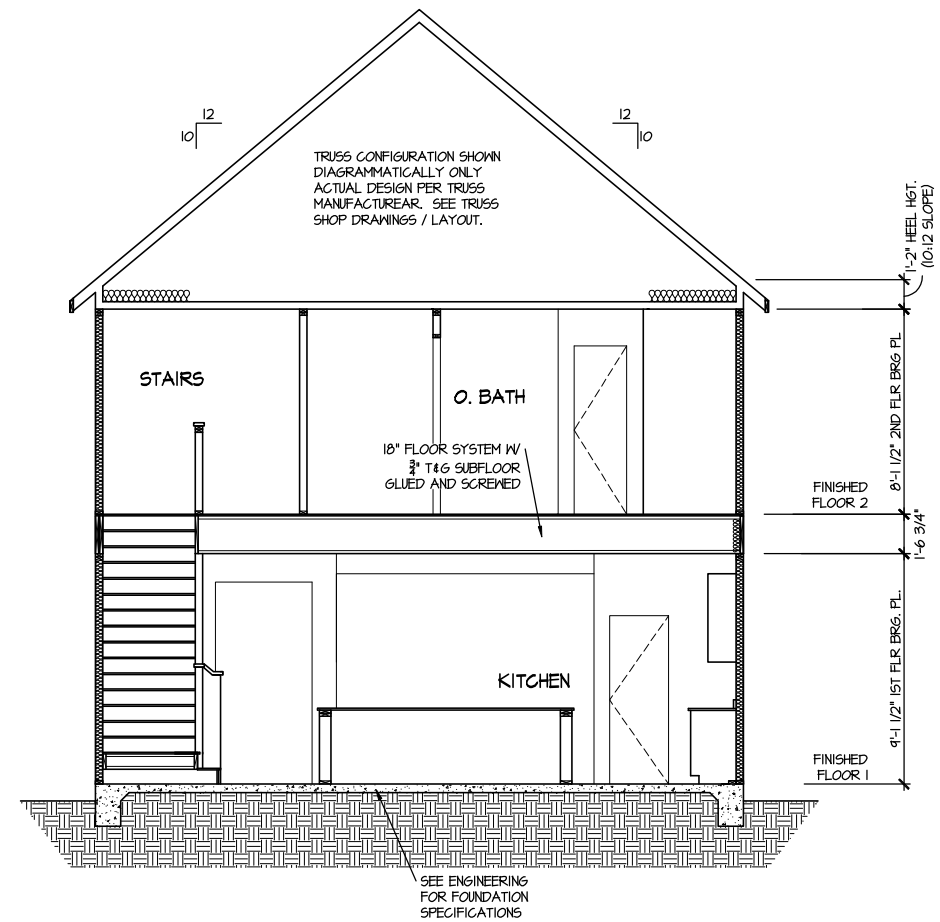 12
10
12
10
TRUSS CONFIGURATION SHOWN
DIAGRAMMATICALLY ONLY
ACTUAL DESIGN PER TRUSS
MANUFACTUREAR. SEE TRUSS
SHOP DRAWINGS / LAYOUT.
1'-2" HEEL HGT.
(10:12 SLOPE)
STAIRS
O. BATH
8'-1 1/2" 2ND FLR BRG PL
18" FLOOR SYSTEM W/
3/4" T&G SUBFLOOR
GLUED AND SCREWED
FINISHED
FLOOR 2
1'-6 3/4"
KITCHEN
9'-1 1/2" 1ST FLR BRG. PL.
FINISHED
FLOOR 1
SEE ENGINEERING
FOR FOUNDATION
SPECIFICATIONS